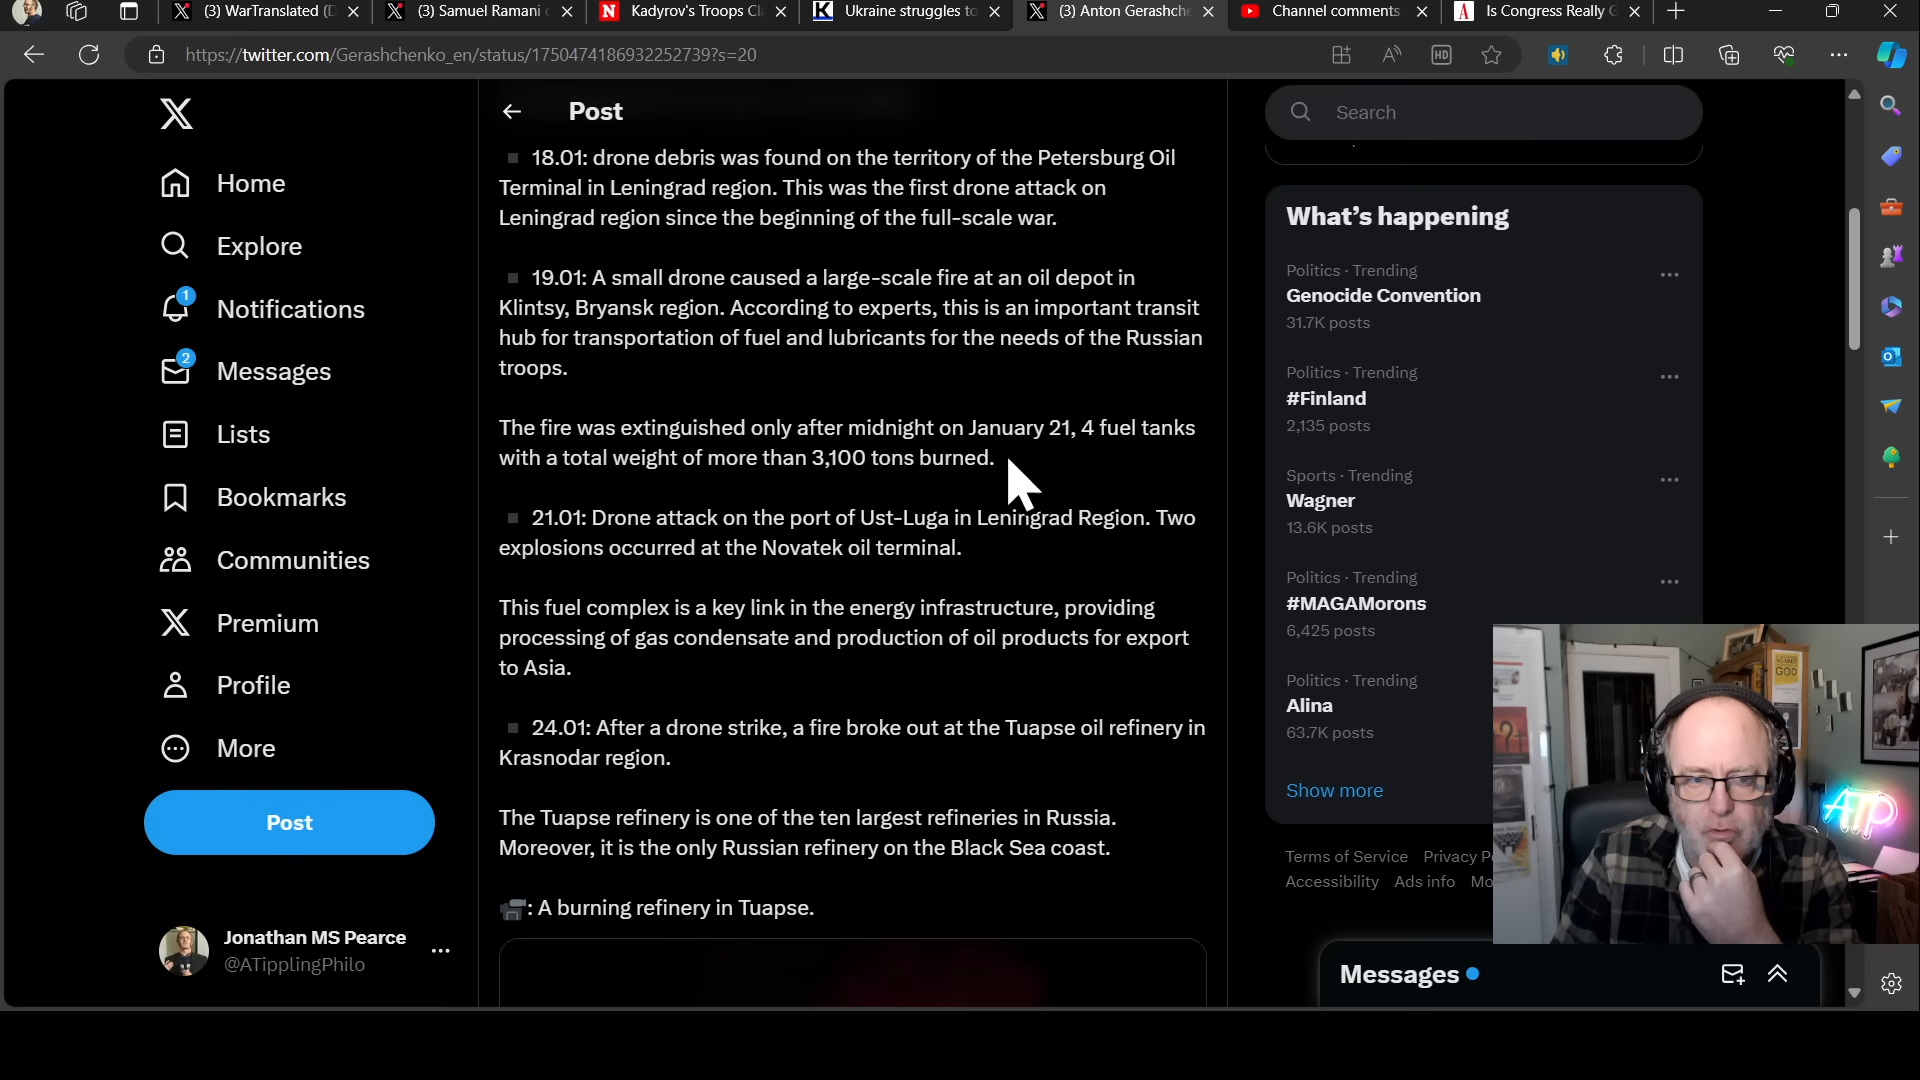 (3) WarTranslated (D
(3) Samuel Ramani
Kadyrov's Troops Cl
Ukraine struggles to
(3) Anton Gerashche
Channel comments
Is Congress Really G
https://twitter.com/Gerashchenko_en/status/1750474186932252739?s=20
HD
Post
Search
Home
Explore
1
Notifications
2
Messages
Lists
Bookmarks
Communities
Premium
Profile
More
Post
Jonathan MS Pearce
@ATipplingPhilo
18.01: drone debris was found on the territory of the Petersburg Oil
Terminal in Leningrad region. This was the first drone attack on
Leningrad region since the beginning of the full-scale war.
19.01: A small drone caused a large-scale fire at an oil depot in
Klintsy, Bryansk region. According to experts, this is an important transit
hub for transportation of fuel and lubricants for the needs of the Russian
troops.
The fire was extinguished only after midnight on January 21, 4 fuel tanks
with a total weight of more than 3,100 tons burned.
21.01: Drone attack on the port of Ust-Luga in Leningrad Region. Two
explosions occurred at the Novatek oil terminal.
This fuel complex is a key link in the energy infrastructure, providing
processing of gas condensate and production of oil products for export
to Asia.
24.01: After a drone strike, a fire broke out at the Tuapse oil refinery in
Krasnodar region.
The Tuapse refinery is one of the ten largest refineries in Russia.
Moreover, it is the only Russian refinery on the Black Sea coast.
: A burning refinery in Tuapse.
What's happening
Politics · Trending
Genocide Convention
31.7K posts
Politics · Trending
#Finland
2,135 posts
Sports · Trending
Wagner
13.6K posts
Politics · Trending
#MAGAMorons
6,425 posts
Politics · Trending
Alina
63.7K posts
Show more
Terms of Service Privacy P
Accessibility Ads info Mo
Messages
GOD
ATP